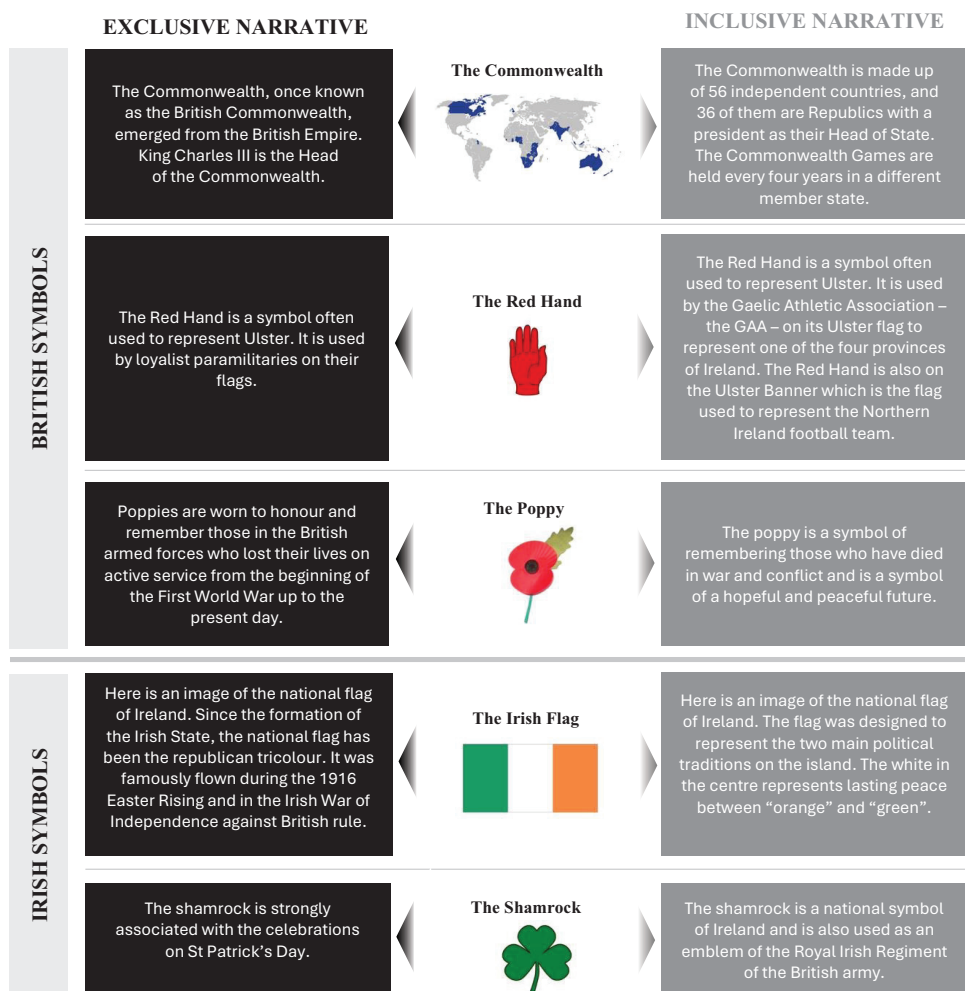 EXCLUSIVE NARRATIVE
INCLUSIVE NARRATIVE
BRITISH SYMBOLS
The Commonwealth, once known
as the British Commonwealth,
emerged from the British Empire.
King Charles III is the Head
of the Commonwealth.
The Commonwealth
The Commonwealth is made up
of 56 independent countries, and
36 of them are Republics with a
president as their Head of State.
The Commonwealth Games are
held every four years in a different
member state.
The Red Hand is a symbol often
used to represent Ulster. It is used
by loyalist paramilitaries on their
flags.
The Red Hand
The Red Hand is a symbol often
used to represent Ulster. It is used
by the Gaelic Athletic Association –
the GAA – on its Ulster flag to
represent one of the four provinces
of Ireland. The Red Hand is also on
the Ulster Banner which is the flag
used to represent the Northern
Ireland football team.
Poppies are worn to honour and
remember those in the British
armed forces who lost their lives on
active service from the beginning of
the First World War up to the
present day.
The Poppy
The poppy is a symbol of
remembering those who have died
in war and conflict and is a symbol
of a hopeful and peaceful future.
IRISH SYMBOLS
Here is an image of the national flag
of Ireland. Since the formation of
the Irish State, the national flag has
been the republican tricolour. It was
famously flown during the 1916
Easter Rising and in the Irish War of
Independence against British rule.
The Irish Flag
Here is an image of the national flag
of Ireland. The flag was designed to
represent the two main political
traditions on the island. The white in
the centre represents lasting peace
between “orange” and “green”.
The shamrock is strongly
associated with the celebrations
on St Patrick’s Day.
The Shamrock
The shamrock is a national symbol
of Ireland and is also used as an
emblem of the Royal Irish Regiment
of the British army.